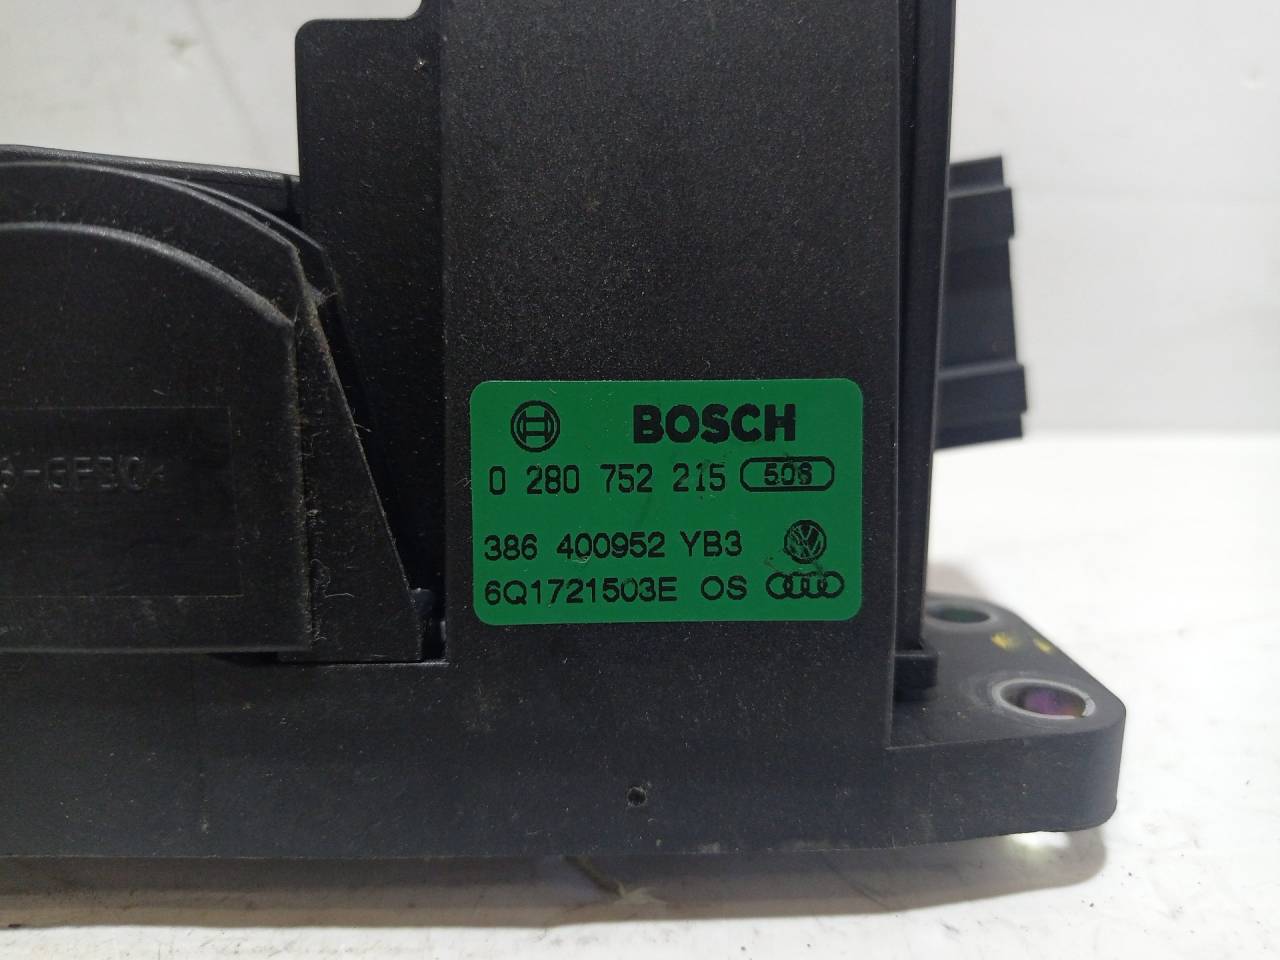 BOSCH
0 280 752 215 506
386 400952 YB3
6Q1721503E OS